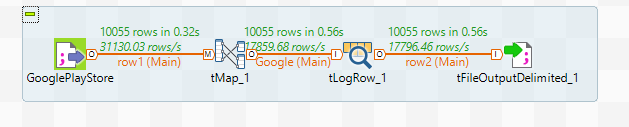 10055 rows in 0.32s
31130.03 rows/s
row1 (Main)
10055 rows in 0.56s
17859.68 rows/s
Google (Main)
10055 rows in 0.56s
17796.46 rows/s
row2 (Main)
O
M
O
I
O
I
GooglePlayStore
tMap_1
tLogRow_1
tFileOutputDelimited_1